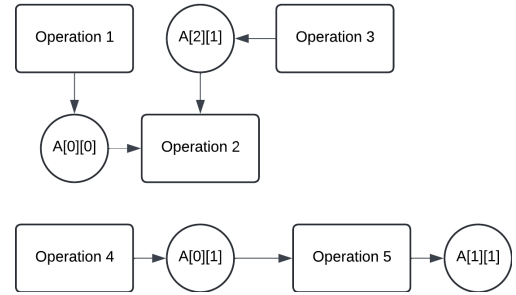 Operation 1
A[2][1]
Operation 3
A[0][0]
Operation 2
Operation 4
A[0][1]
Operation 5
A[1][1]